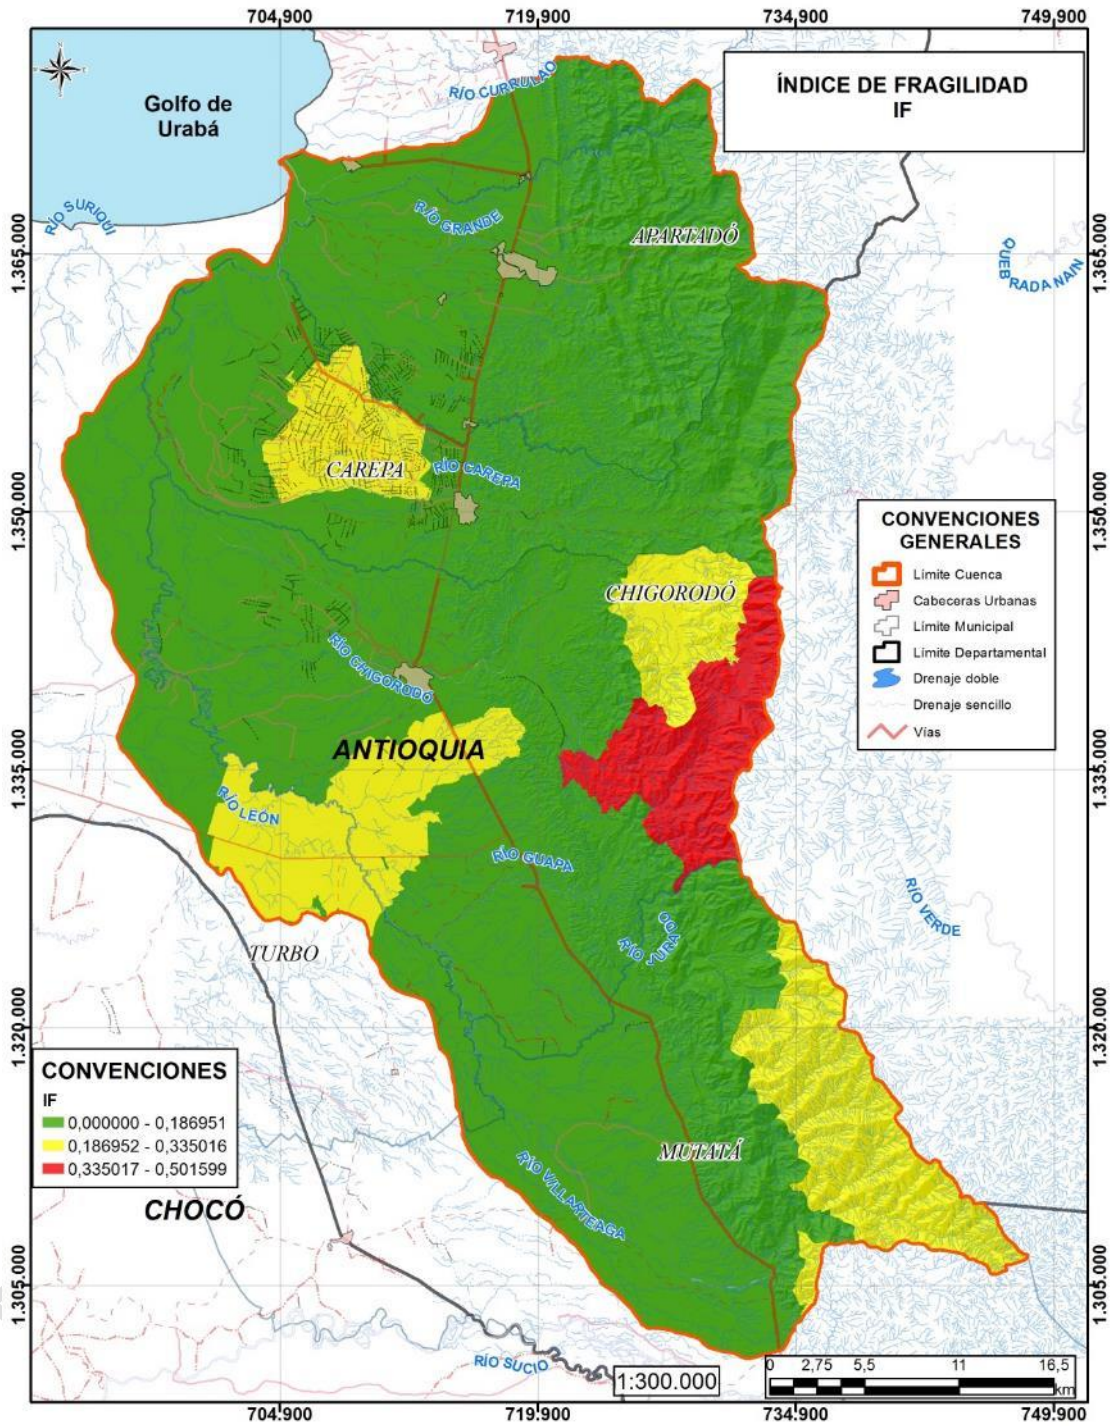 704,900
719,900
734,900
749,900
ÍNDICE DE FRAGILIDAD
IF
Golfo de
Urabá
RÍO CURRULAO
RÍO SURIQUI
RÍO GRANDE
APARTADÓ
QUEBRADA NAIN
1.365.000
1.365.000
CAREPA
RÍO CAREPA
1.350.000
1.350.000
CONVENCIONES
GENERALES
Límite Cuenca
Cabeceras Urbanas
Límite Municipal
Límite Departamental
Drenaje doble
Drenaje sencillo
Vías
CHIGORODÓ
RÍO CHIGORODÓ
ANTIOQUIA
1.335.000
1.335.000
RÍO LEÓN
RÍO GUAPA
RÍO VERDE
RÍO JURADO
TURBO
1.320.000
1.320.000
CONVENCIONES
IF
0,000000 - 0,186951
0,186952 - 0,335016
0,335017 - 0,501599
MUTATÁ
RÍO VILLARTEAGA
CHOCÓ
1.305.000
1.305.000
RÍO SUCIO
1:300.000
0 2,75 5,5 11 16,5
km
704,900
719,900
734,900
749,900